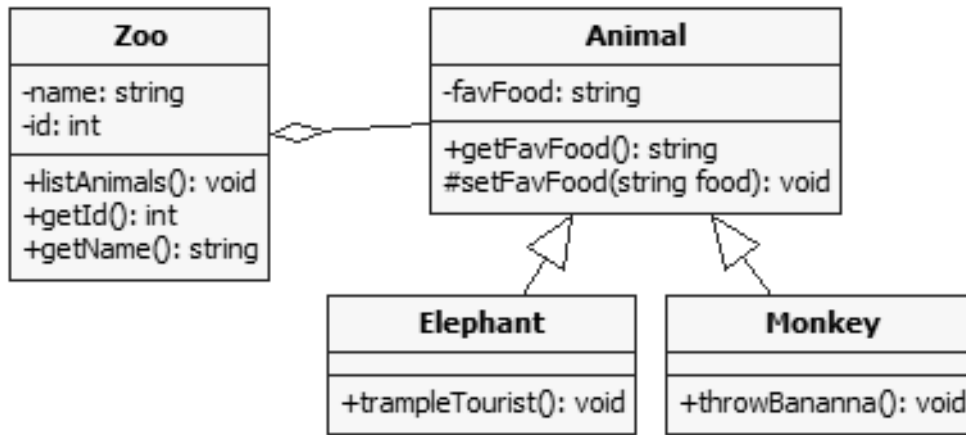 Zoo
-name: string
-id: int
+listAnimals(): void
+getId(): int
+getName(): string
Animal
-favFood: string
+getFavFood(): string
#setFavFood(string food): void
Elephant
+trampleTourist(): void
Monkey
+throwBananna(): void